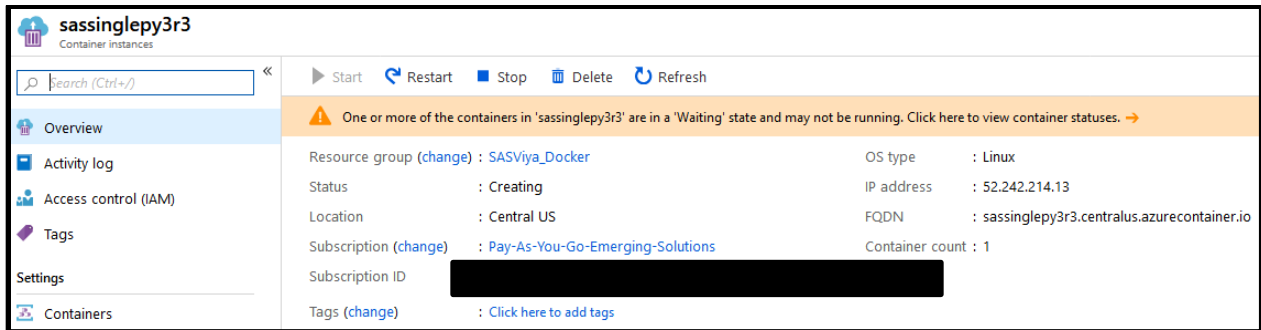 sassinglepy3r3
Container instances
Search (Ctrl+/)
«
Overview
Activity log
Access control (IAM)
Tags
Settings
Containers
Start Restart Stop Delete Refresh
One or more of the containers in 'sassinglepy3r3' are in a 'Waiting' state and may not be running. Click here to view container statuses. →
Resource group (change) : SASViya_Docker
Status : Creating
Location : Central US
Subscription (change) : Pay-As-You-Go-Emerging-Solutions
Subscription ID
Tags (change) : Click here to add tags
OS type : Linux
IP address : 52.242.214.13
FQDN : sassinglepy3r3.centralus.azurecontainer.io
Container count : 1